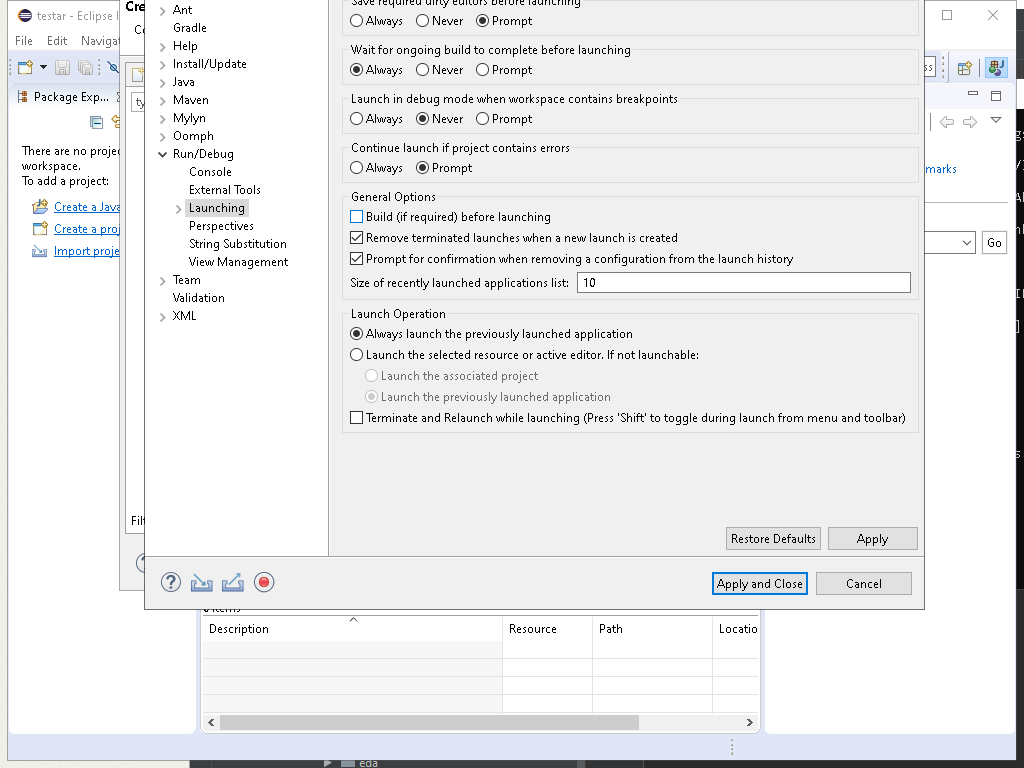 testar - Eclipse I
File Edit Navigat
Package Exp...
There are no projec
workspace.
To add a project:
Create a Java
Create a proj
Import proje
Cre
ty
Ant
Gradle
Help
Install/Update
Java
Maven
Mylyn
Oomph
Run/Debug
Console
External Tools
Launching
Perspectives
String Substitution
View Management
Team
Validation
XML
Save required dirty editors before launching
Always Never Prompt
Wait for ongoing build to complete before launching
Always Never Prompt
Launch in debug mode when workspace contains breakpoints
Always Never Prompt
Continue launch if project contains errors
Always Prompt
General Options
Build (if required) before launching
Remove terminated launches when a new launch is created
Prompt for confirmation when removing a configuration from the launch history
Size of recently launched applications list: 10
Launch Operation
Always launch the previously launched application
Launch the selected resource or active editor. If not launchable:
Launch the associated project
Launch the previously launched application
Terminate and Relaunch while launching (Press 'Shift' to toggle during launch from menu and toolbar)
Restore Defaults Apply
Apply and Close Cancel
Filt
marks
Go
Description Resource Path Locatio
eda